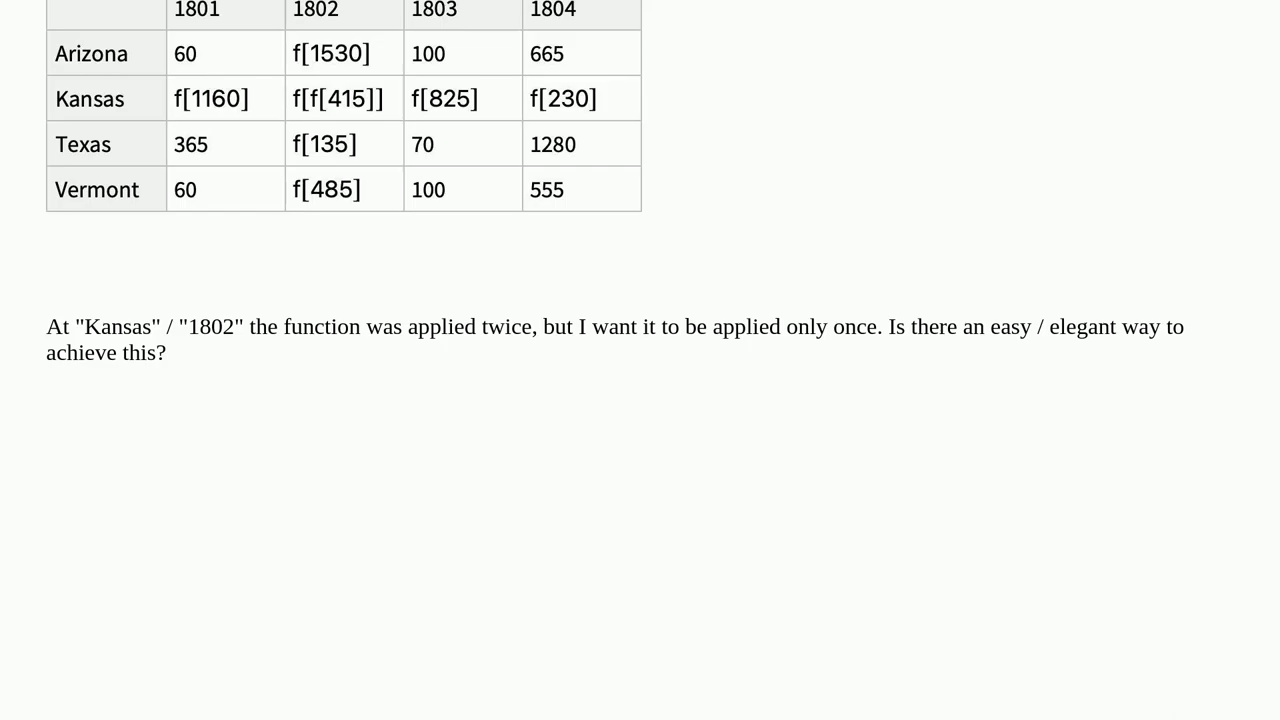 1801 1802 1803 1804
Arizona 60 f[1530] 100 665
Kansas f[1160] f[f[415]] f[825] f[230]
Texas 365 f[135] 70 1280
Vermont 60 f[485] 100 555
At "Kansas" / "1802" the function was applied twice, but I want it to be applied only once. Is there an easy / elegant way to
achieve this?